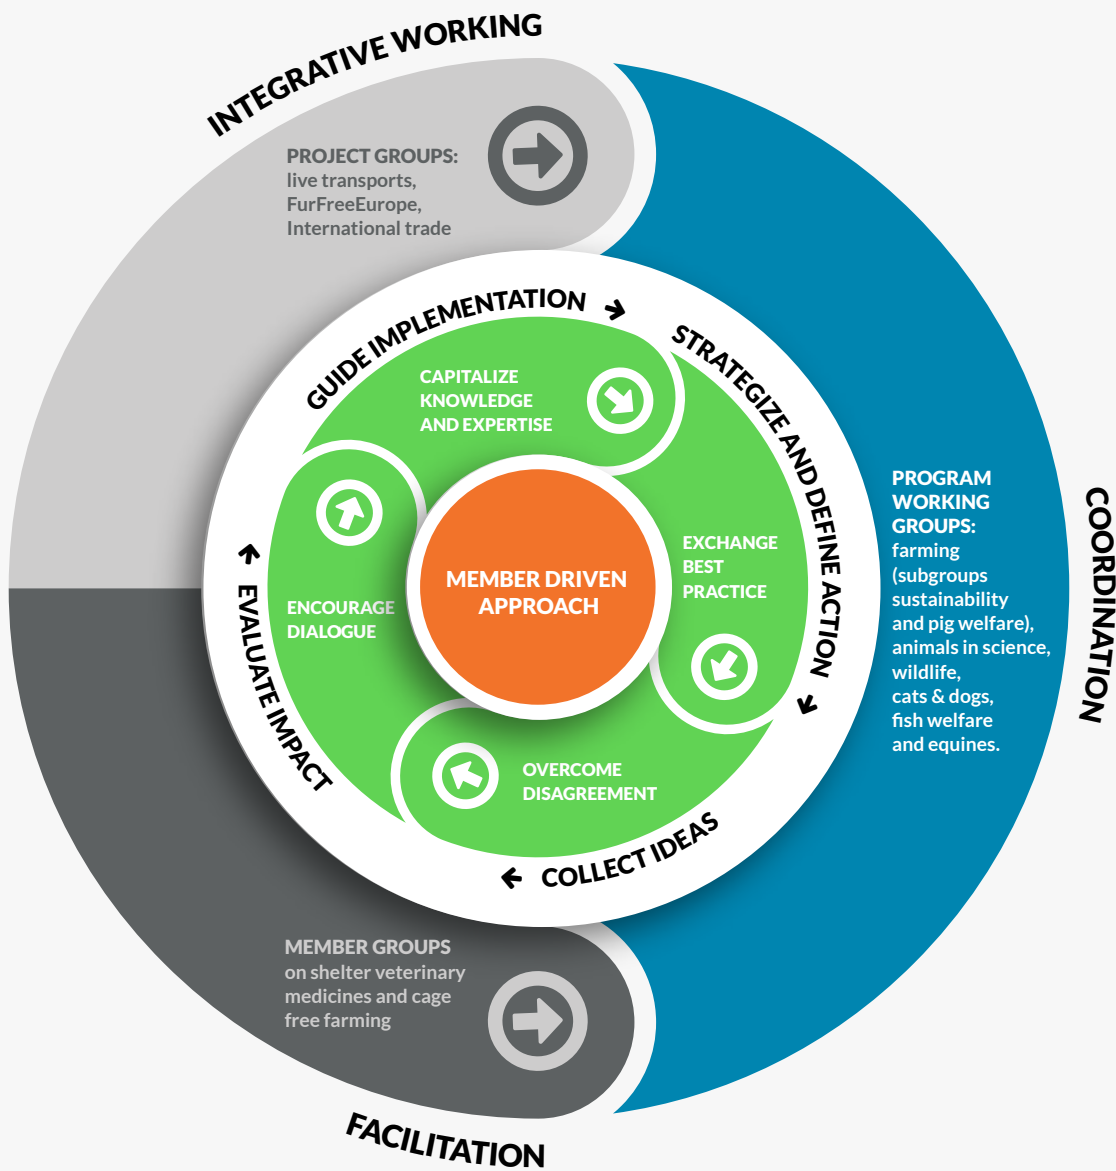 INTEGRATIVE WORKING
PROJECT GROUPS:
live transports,
FurFreeEurope,
International trade
GUIDE IMPLEMENTATION
STRATEGIZE AND DEFINE ACTION
CAPITALIZE
KNOWLEDGE
AND EXPERTISE
PROGRAM
WORKING
GROUPS:
farming
(subgroups
sustainability
and pig welfare),
animals in science,
wildlife,
cats & dogs,
fish welfare
and equines.
COORDINATION
EXCHANGE
BEST
PRACTICE
MEMBER DRIVEN
APPROACH
ENCOURAGE
DIALOGUE
EVALUATE IMPACT
OVERCOME
DISAGREEMENT
COLLECT IDEAS
MEMBER GROUPS
on shelter veterinary
medicines and cage
free farming
FACILITATION